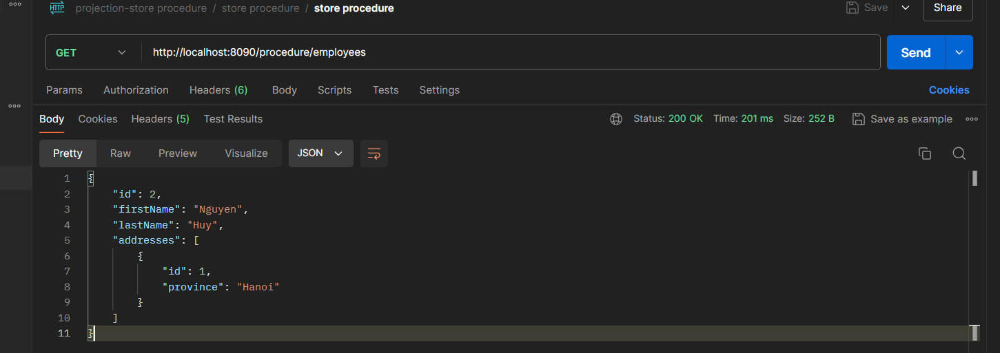 HTTP projection-store procedure / store procedure / store procedure Save Share
GET http://localhost:8090/procedure/employees Send
Params Authorization Headers (6) Body Scripts Tests Settings Cookies
Body Cookies Headers (5) Test Results Status: 200 OK Time: 201 ms Size: 252 B Save as example
Pretty Raw Preview Visualize JSON
1 {
2 "id": 2,
3 "firstName": "Nguyen",
4 "lastName": "Huy",
5 "addresses": [
6 {
7 "id": 1,
8 "province": "Hanoi"
9 }
10 ]
11 }